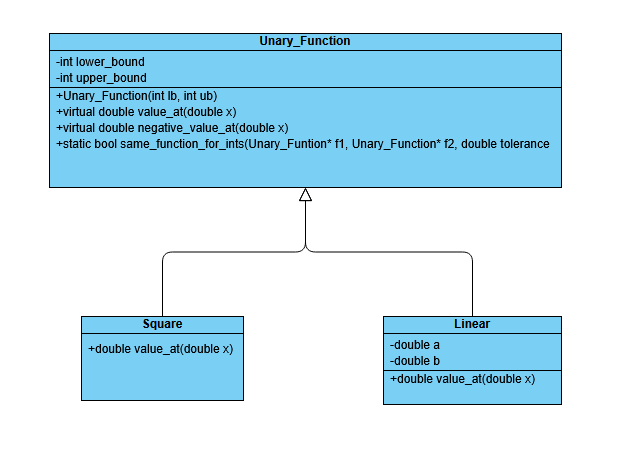 Unary_Function
-int lower_bound
-int upper_bound
+Unary_Function(int lb, int ub)
+virtual double value_at(double x)
+virtual double negative_value_at(double x)
+static bool same_function_for_ints(Unary_Funtion* f1, Unary_Function* f2, double tolerance
Square
+double value_at(double x)
Linear
-double a
-double b
+double value_at(double x)